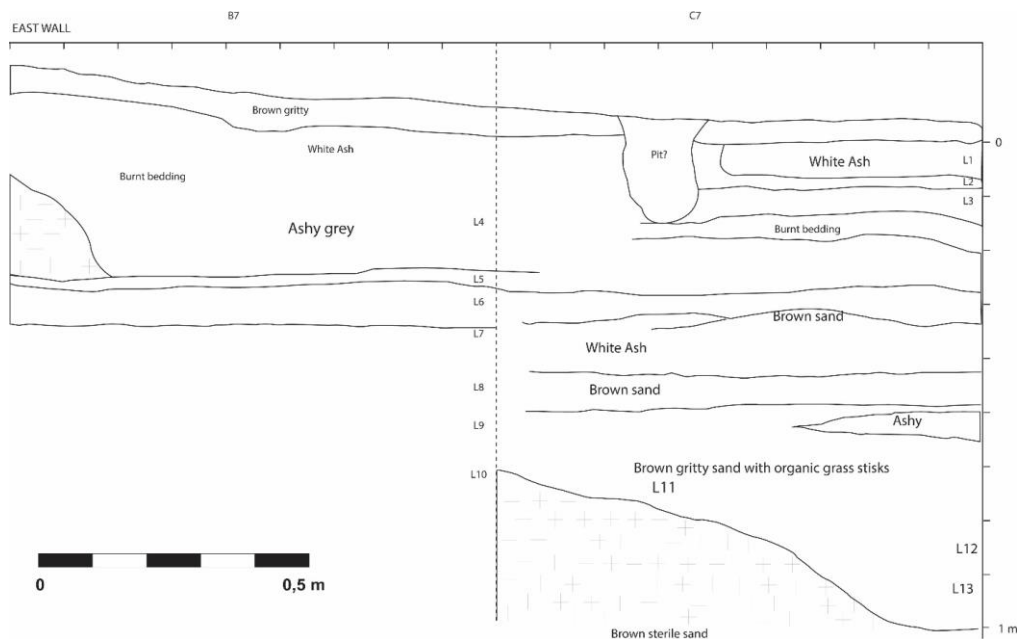 B7
C7
EAST WALL
Brown gritty
0
White Ash
Pit?
White Ash
L1
Burnt bedding
L2
L3
Ashy grey
L4
Burnt bedding
L5
L6
Brown sand
L7
White Ash
L8
Brown sand
L9
Ashy
L10
Brown gritty sand with organic grass stisks
L11
L12
L13
0
0,5 m
Brown sterile sand
1 m